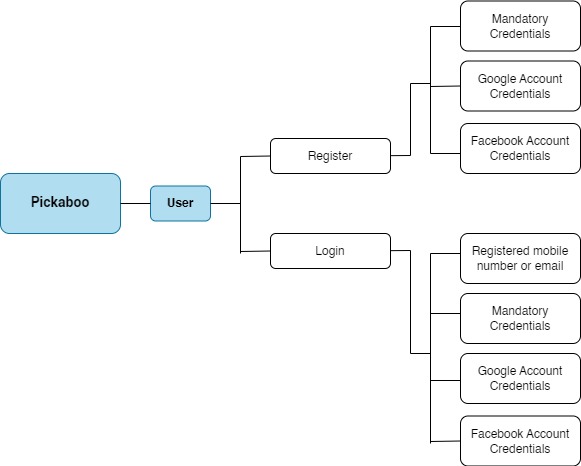 Pickaboo
User
Register
Mandatory
Credentials
Google Account
Credentials
Facebook Account
Credentials
Login
Registered mobile
number or email
Mandatory
Credentials
Google Account
Credentials
Facebook Account
Credentials